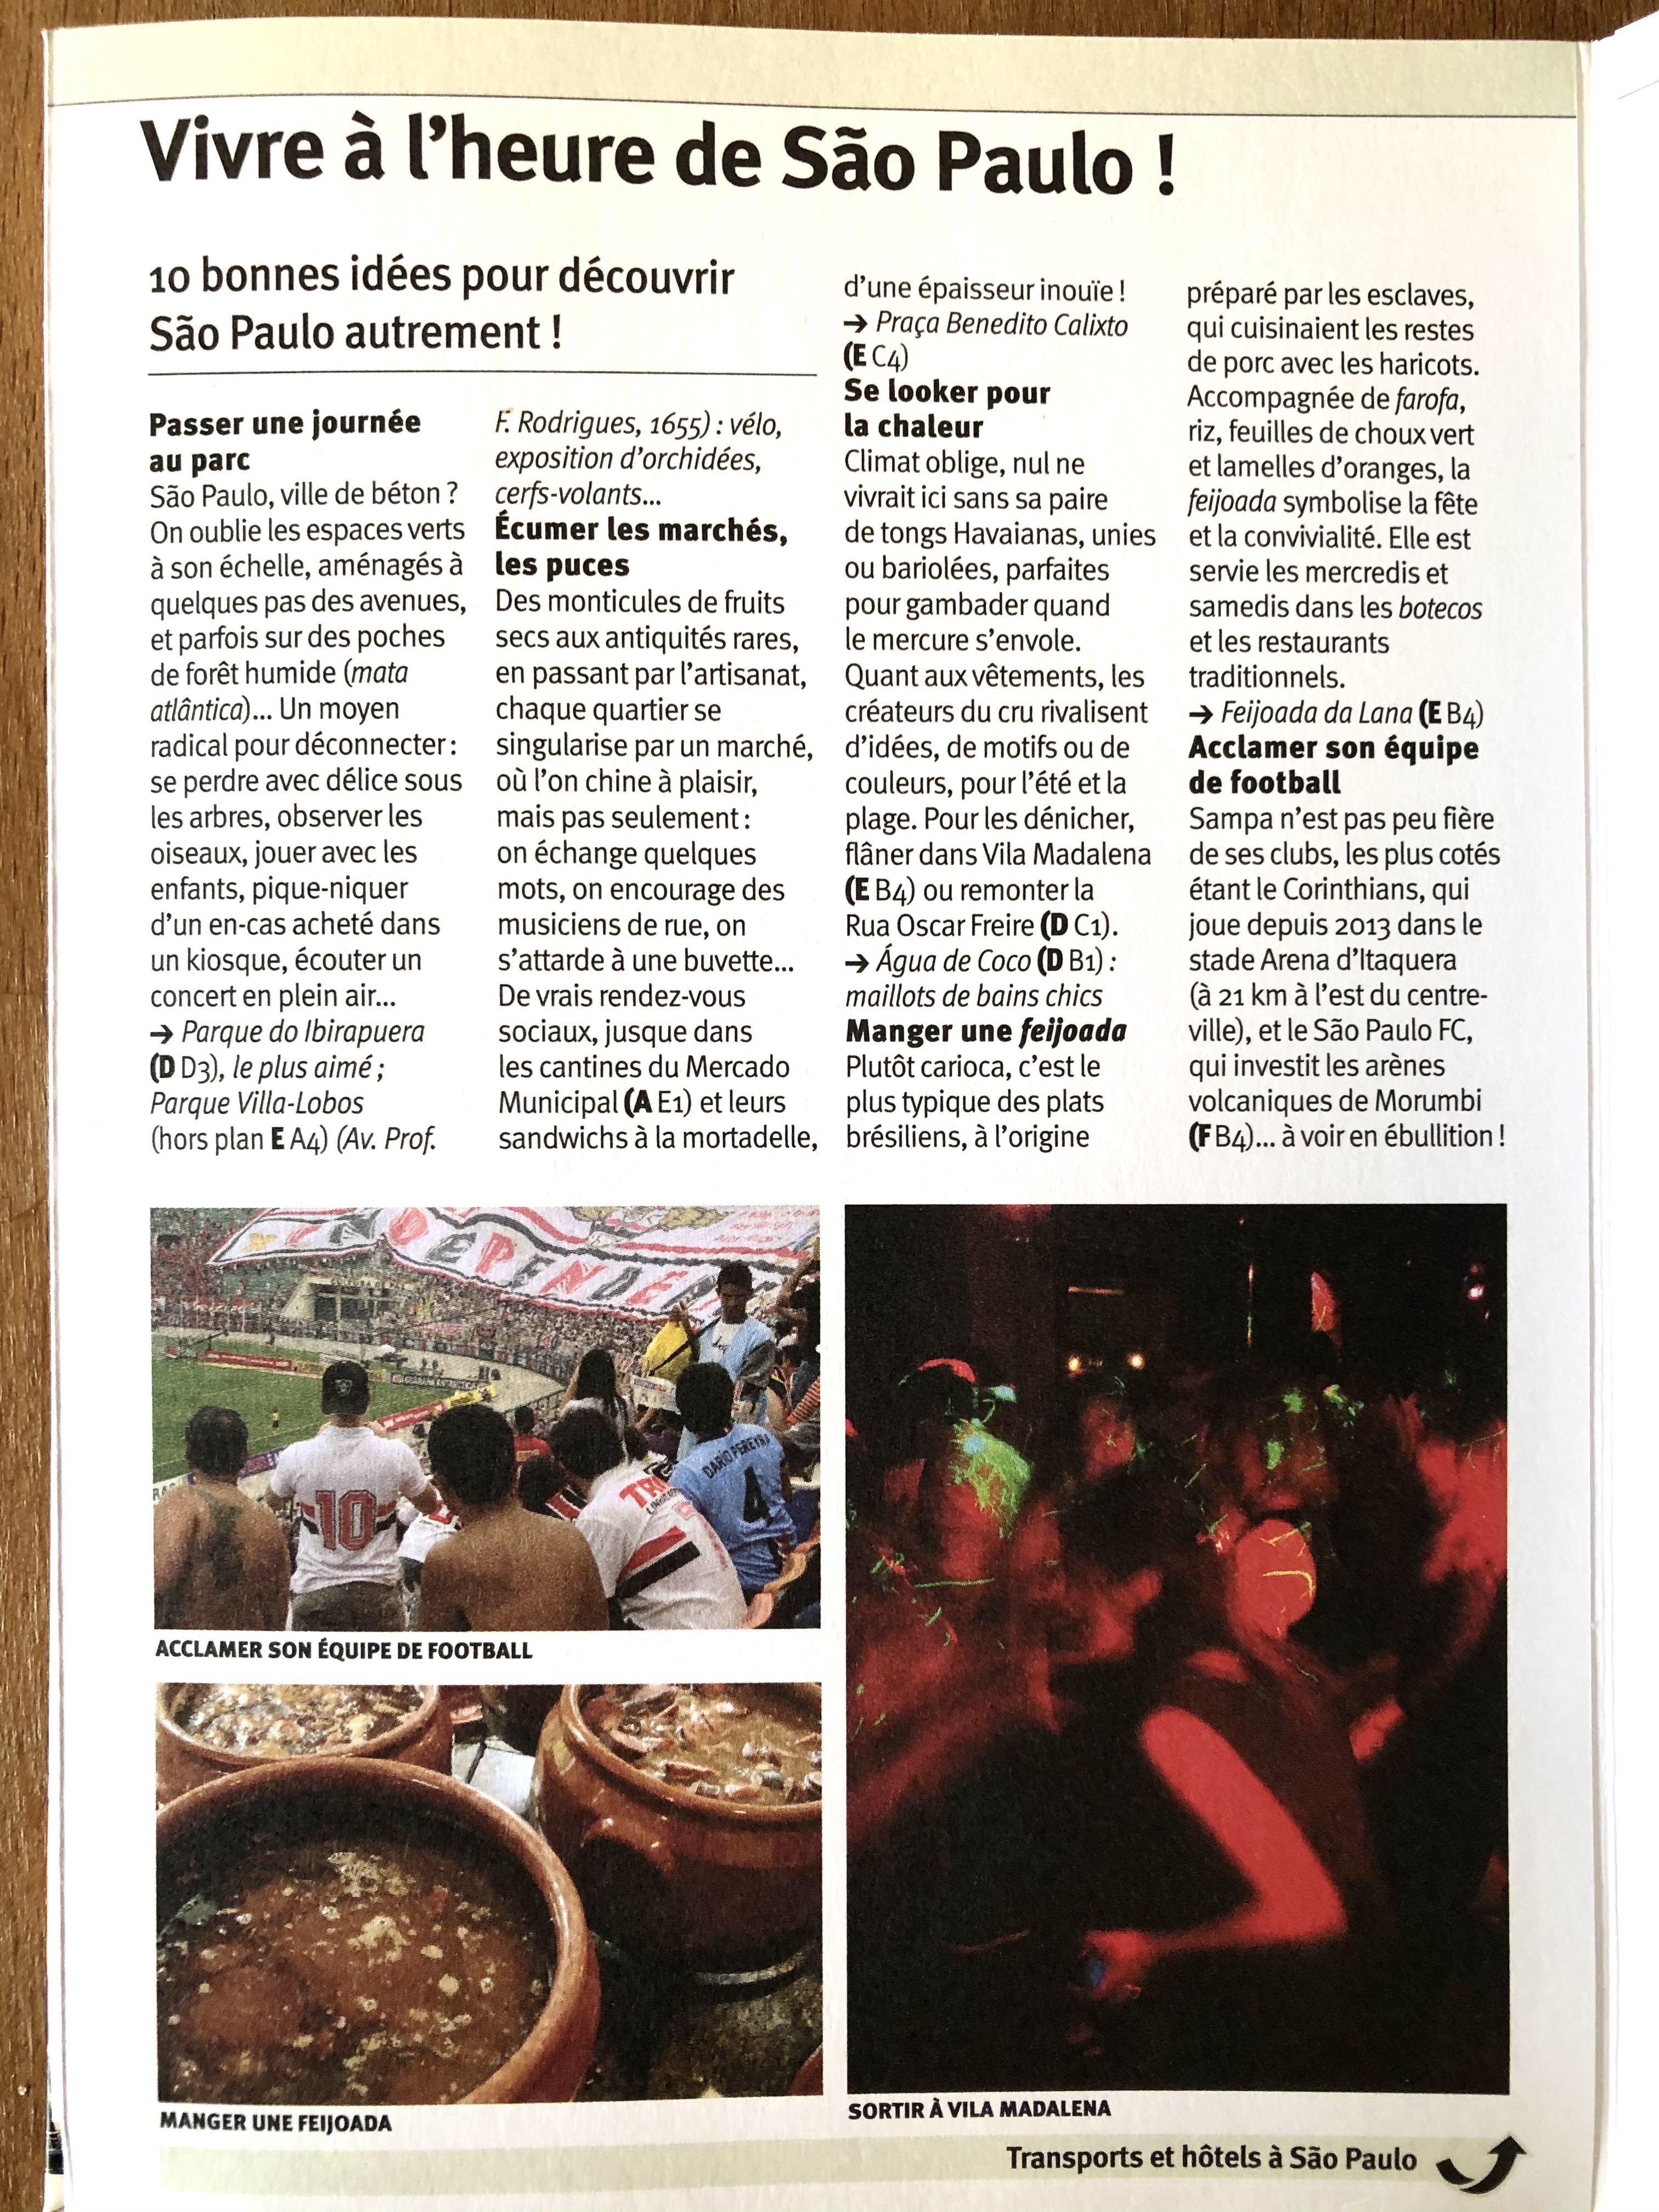 Vivre à l'heure de São Paulo !
10 bonnes idées pour découvrir
São Paulo autrement !
Passer une journée
au parc
São Paulo, ville de béton ?
On oublie les espaces verts
à son échelle, aménagés à
quelques pas des avenues,
et parfois sur des poches
de forêt humide (mata
atlântica)... Un moyen
radical pour déconnecter :
se perdre avec délice sous
les arbres, observer les
oiseaux, jouer avec les
enfants, pique-niquer
d'un en-cas acheté dans
un kiosque, écouter un
concert en plein air...
→ Parque do Ibirapuera
(D D3), le plus aimé ;
Parque Villa-Lobos
(hors plan E A4) (Av. Prof.
F. Rodrigues, 1655) : vélo,
exposition d'orchidées,
cerfs-volants...
Écumer les marchés,
les puces
Des monticules de fruits
secs aux antiquités rares,
en passant par l'artisanat,
chaque quartier se
singularise par un marché,
où l'on chine à plaisir,
mais pas seulement :
on échange quelques
mots, on encourage des
musiciens de rue, on
s'attarde à une buvette...
De vrais rendez-vous
sociaux, jusque dans
les cantines du Mercado
Municipal (A E1) et leurs
sandwichs à la mortadelle,
d'une épaisseur inouïe !
→ Praça Benedito Calixto
(E C4)
Se looker pour
la chaleur
Climat oblige, nul ne
vivrait ici sans sa paire
de tongs Havaianas, unies
ou bariolées, parfaites
pour gambader quand
le mercure s'envole.
Quant aux vêtements, les
créateurs du cru rivalisent
d'idées, de motifs ou de
couleurs, pour l'été et la
plage. Pour les dénicher,
flâner dans Vila Madalena
(E B4) ou remonter la
Rua Oscar Freire (D C1).
→ Água de Coco (D B1) :
maillots de bains chics
Manger une feijoada
Plutôt carioca, c'est le
plus typique des plats
brésiliens, à l'origine
préparé par les esclaves,
qui cuisinaient les restes
de porc avec les haricots.
Accompagnée de farofa,
riz, feuilles de choux vert
et lamelles d'oranges, la
feijoada symbolise la fête
et la convivialité. Elle est
servie les mercredis et
samedis dans les botecos
et les restaurants
traditionnels.
→ Feijoada da Lana (E B4)
Acclamer son équipe
de football
Sampa n'est pas peu fière
de ses clubs, les plus cotés
étant le Corinthians, qui
joue depuis 2013 dans le
stade Arena d'Itaquera
(à 21 km à l'est du centre-
ville), et le São Paulo FC,
qui investit les arènes
volcaniques de Morumbi
(F B4)... à voir en ébullition !
10
DARIO PEREYRA
4
ACCLAMER SON ÉQUIPE DE FOOTBALL
MANGER UNE FEIJOADA
SORTIR À VILA MADALENA
Transports et hôtels à São Paulo